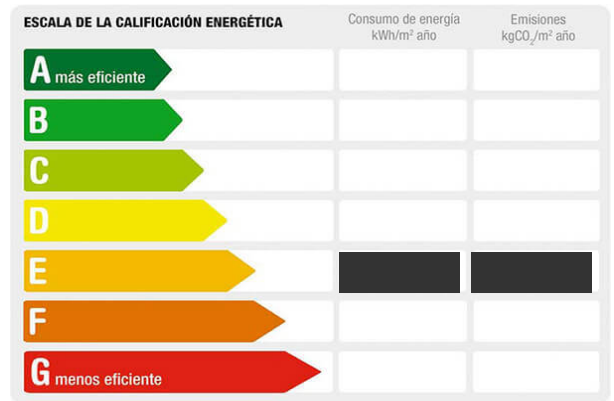 ESCALA DE LA CALIFICACIÓN ENERGÉTICA
Consumo de energía
kWh/m² año
Emisiones
kgCO₂/m² año
A más eficiente
B
C
D
E
F
G menos eficiente